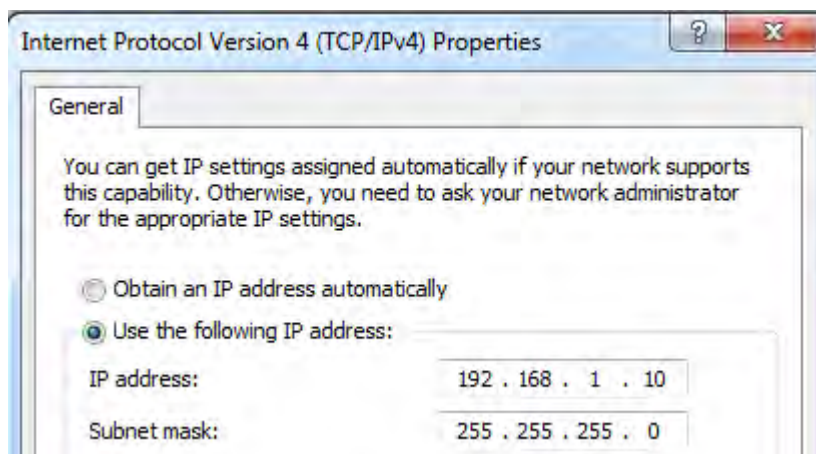 Internet Protocol Version 4 (TCP/IPv4) Properties
?
X
General
You can get IP settings assigned automatically if your network supports
this capability. Otherwise, you need to ask your network administrator
for the appropriate IP settings.
Obtain an IP address automatically
Use the following IP address:
IP address: 192 . 168 . 1 . 10
Subnet mask: 255 . 255 . 255 . 0